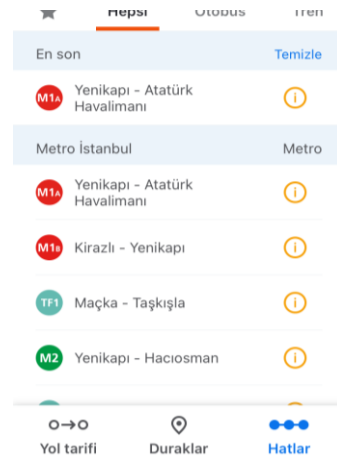 Hepsi Otobüs Tren
En son Temizle
M1A Yenikapı - Atatürk
Havalimanı
Metro İstanbul Metro
M1A Yenikapı - Atatürk
Havalimanı
M1B Kirazlı - Yenikapı
TF1 Maçka - Taşkışla
M2 Yenikapı - Hacıosman
Yol tarifi Duraklar Hatlar